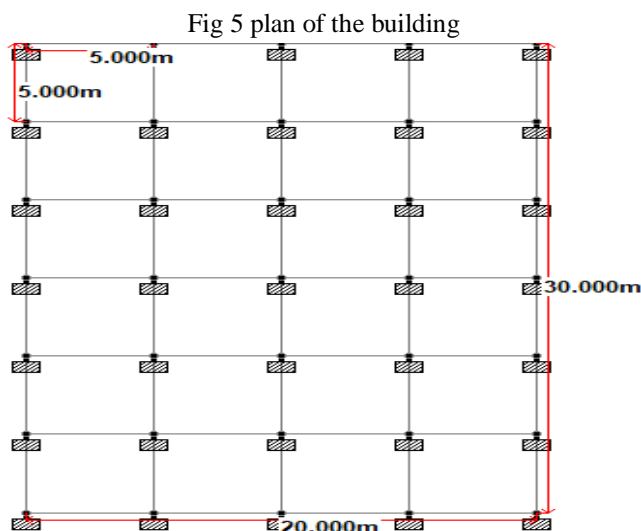 Fig 5 plan of the building
5.000m
5.000m
30.000m
20.000m